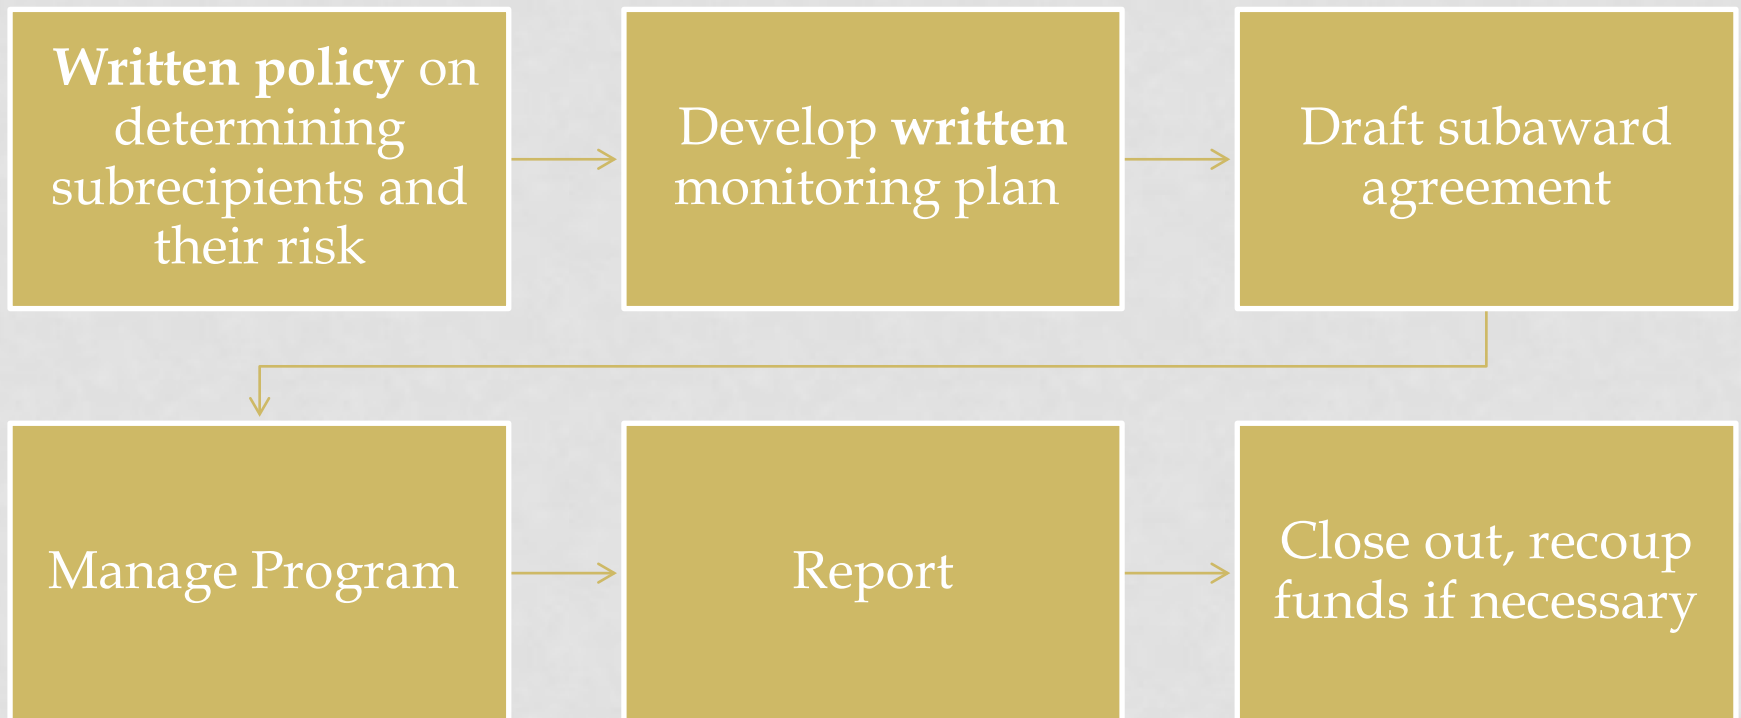 Written policy on
determining
subrecipients and
their risk
Develop written
monitoring plan
Draft subaward
agreement
Manage Program
Report
Close out, recoup
funds if necessary